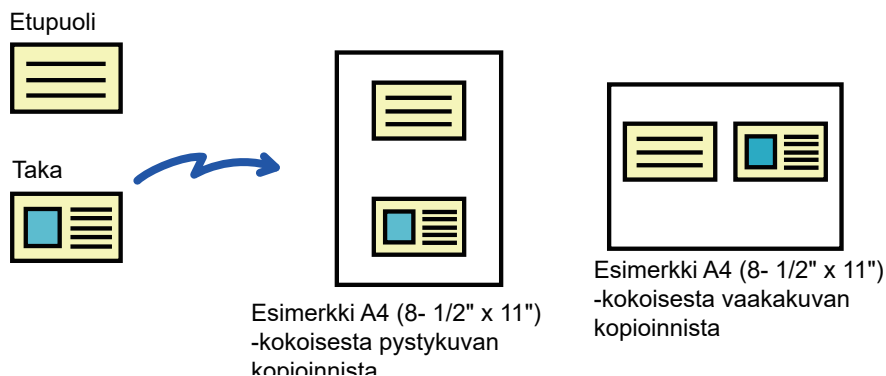 Etupuoli
Taka
Esimerkki A4 (8- 1/2" x 11")
-kokoisesta pystykuvan
kopioinnista
Esimerkki A4 (8- 1/2" x 11")
-kokoisesta vaakakuvan
kopioinnista